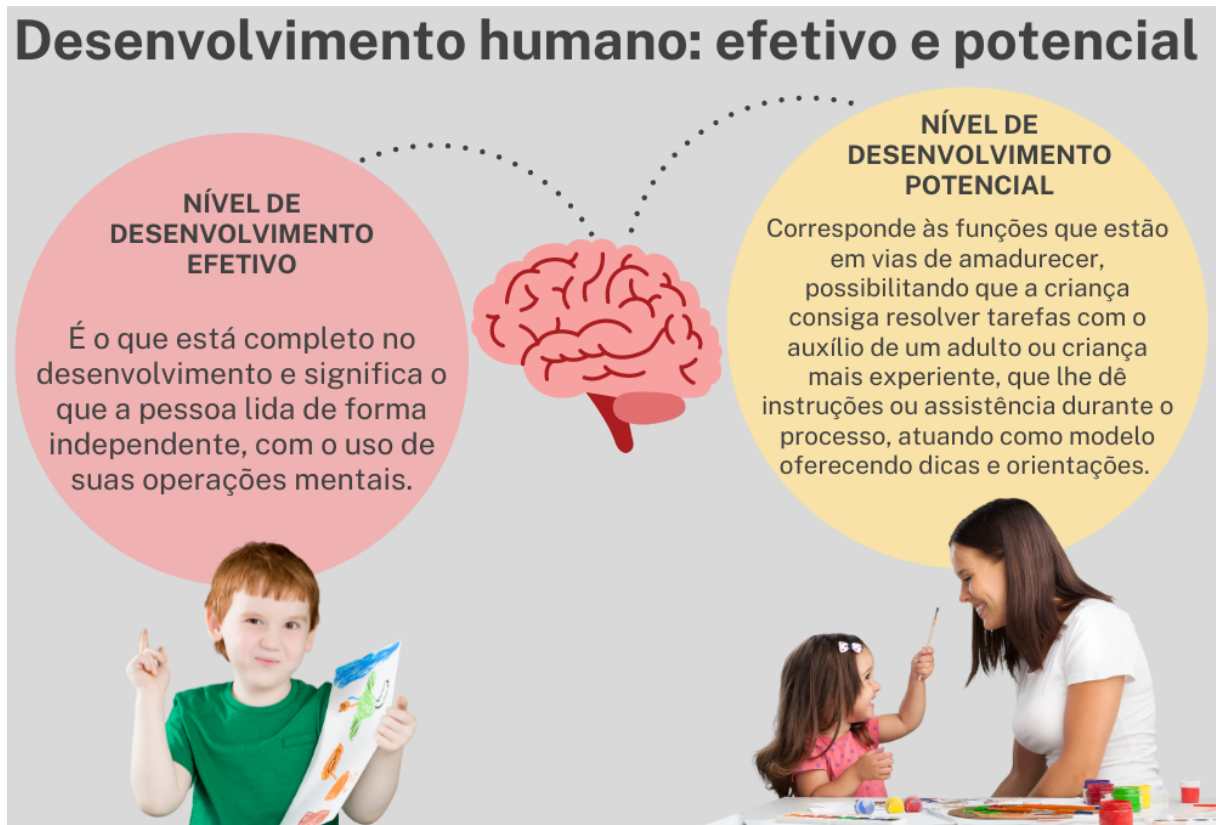 Desenvolvimento humano: efetivo e potencial
NÍVEL DE
DESENVOLVIMENTO
EFETIVO
É o que está completo no
desenvolvimento e significa o
que a pessoa lida de forma
independente, com o uso de
suas operações mentais.
NÍVEL DE
DESENVOLVIMENTO
POTENCIAL
Corresponde às funções que estão
em vias de amadurecer,
possibilitando que a criança
consiga resolver tarefas com o
auxílio de um adulto ou criança
mais experiente, que lhe dê
instruções ou assistência durante o
processo, atuando como modelo
oferecendo dicas e orientações.